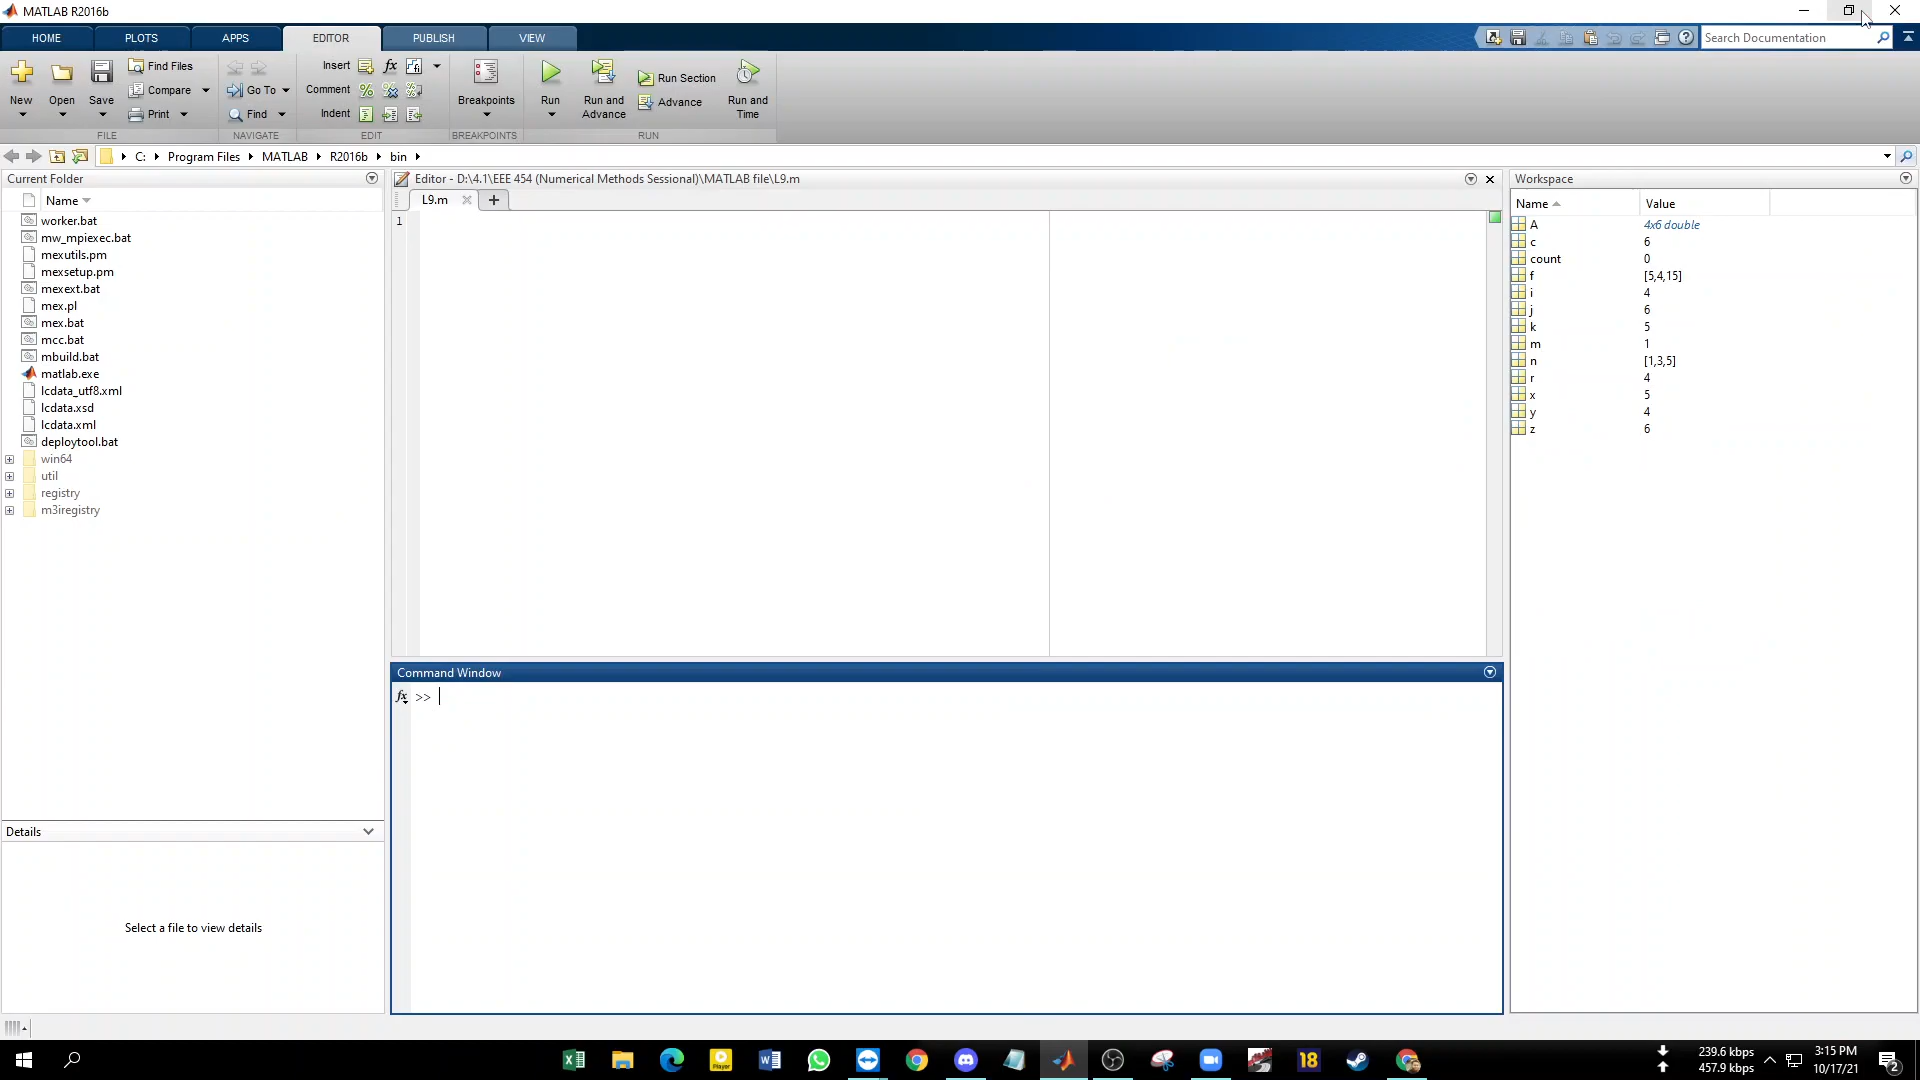 MATLAB R2016b
HOME
PLOTS
APPS
EDITOR
PUBLISH
VIEW
Search Documentation
New
Open
Save
Find Files
Compare
Print
Go To
Find
Insert
fx
Comment
Indent
Breakpoints
Run
Run and
Advance
Run Section
Advance
Run and
Time
FILE
NAVIGATE
EDIT
BREAKPOINTS
RUN
C:
Program Files
MATLAB
R2016b
bin
Current Folder
Name
worker.bat
mw_mpiexec.bat
mexutils.pm
mexsetup.pm
mexext.bat
mex.pl
mex.bat
mcc.bat
mbuild.bat
matlab.exe
lcdata_utf8.xml
lcdata.xsd
lcdata.xml
deploytool.bat
win64
util
registry
m3iregistry
Details
Select a file to view details
Editor - D:\4.1\EEE 454 (Numerical Methods Sessional)\MATLAB file\L9.m
L9.m
1
Command Window
fx >>
Workspace
Name Value
A 4x6 double
c 6
count 0
f [5,4,15]
i 4
j 6
k 5
m 1
n [1,3,5]
r 4
x 5
y 4
z 6
Player
18
239.6 kbps
457.9 kbps
3:15 PM
10/17/21
2